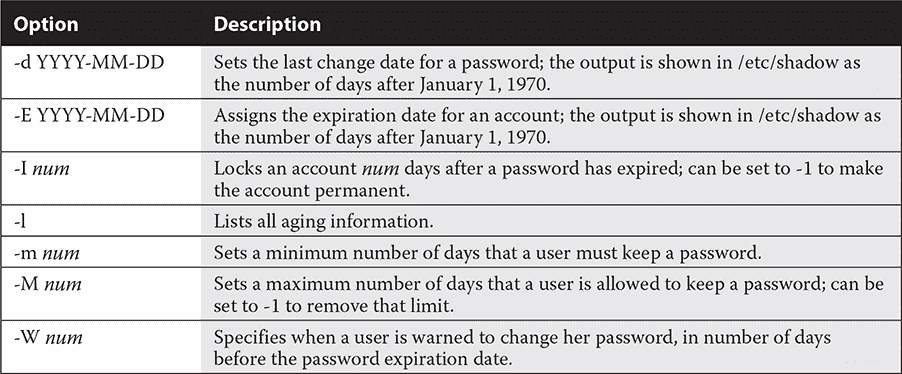 Option Description
-d YYYY-MM-DD Sets the last change date for a password; the output is shown in /etc/shadow as
the number of days after January 1, 1970.
-E YYYY-MM-DD Assigns the expiration date for an account; the output is shown in /etc/shadow as
the number of days after January 1, 1970.
-I num Locks an account num days after a password has expired; can be set to -1 to make
the account permanent.
-l Lists all aging information.
-m num Sets a minimum number of days that a user must keep a password.
-M num Sets a maximum number of days that a user is allowed to keep a password; can be
set to -1 to remove that limit.
-W num Specifies when a user is warned to change her password, in number of days
before the password expiration date.